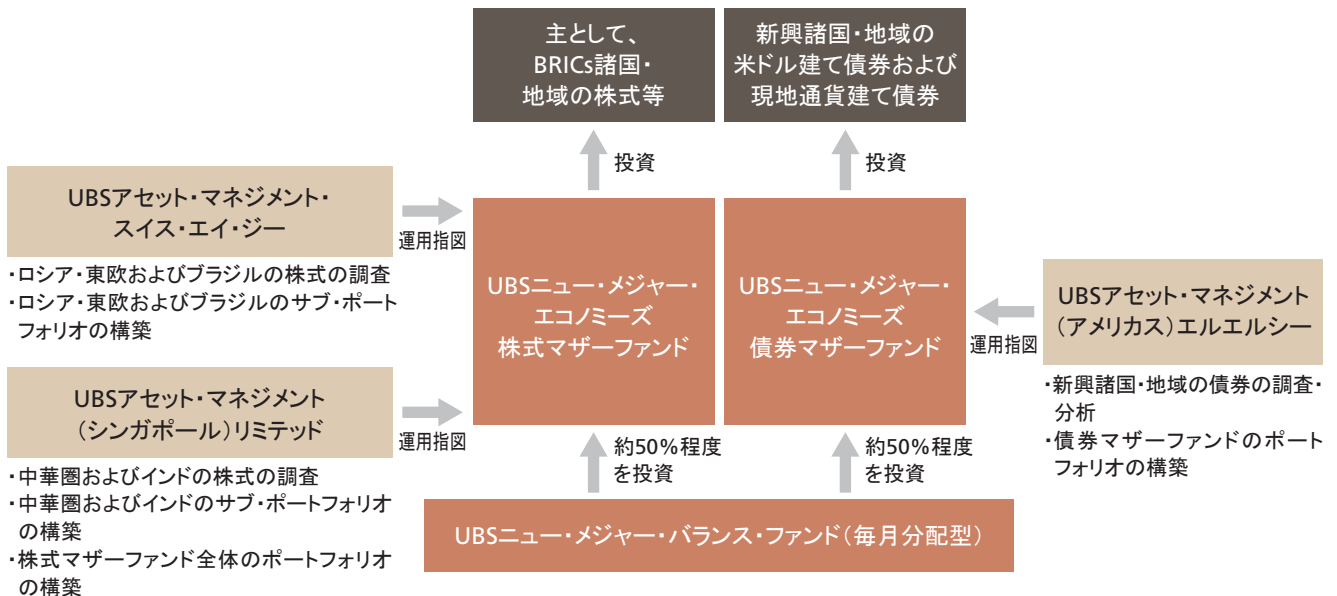 主として、
BRICs諸国・
地域の株式等
新興諸国・地域の
米ドル建て債券および
現地通貨建て債券
投資
投資
UBSアセット・マネジメント・
スイス・エイ・ジー
運用指図
・ロシア・東欧およびブラジルの株式の調査
・ロシア・東欧およびブラジルのサブ・ポート
フォリオの構築
UBSニュー・メジャー・
エコノミーズ
株式マザーファンド
UBSニュー・メジャー・
エコノミーズ
債券マザーファンド
運用指図
UBSアセット・マネジメント
（アメリカス）エルエルシー
・新興諸国・地域の債券の調査・
分析
・債券マザーファンドのポート
フォリオの構築
UBSアセット・マネジメント
（シンガポール）リミテッド
運用指図
・中華圏およびインドの株式の調査
・中華圏およびインドのサブ・ポートフォリオ
の構築
・株式マザーファンド全体のポートフォリオ
の構築
約50%程度
を投資
約50%程度
を投資
UBSニュー・メジャー・バランス・ファンド（毎月分配型）